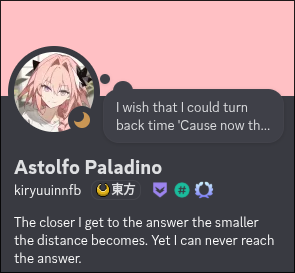 I wish that I could turn
back time 'Cause now th...
Astolfo Paladino
kiryuuinnfb 東方
The closer I get to the answer the smaller
the distance becomes. Yet I can never reach
the answer.